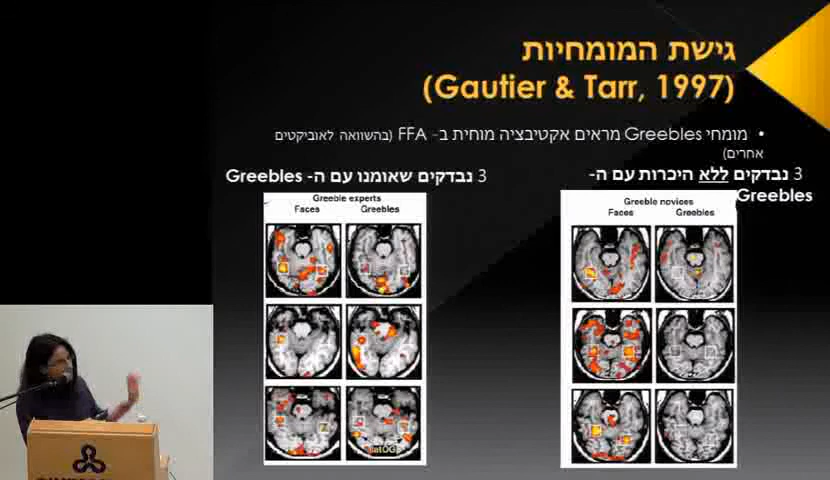 גישת המומחיות
(Gautier & Tarr, 1997)
• מומחי Greebles מראים אקטיבציה מוחית ב- FFA (בהשוואה לאוביקטים
אחרים)
3 נבדקים ללא היכרות עם ה-
Greebles
3 נבדקים שאומנו עם ה- Greebles
Greeble novices
Faces Greebles
Greeble experts
Faces Greebles